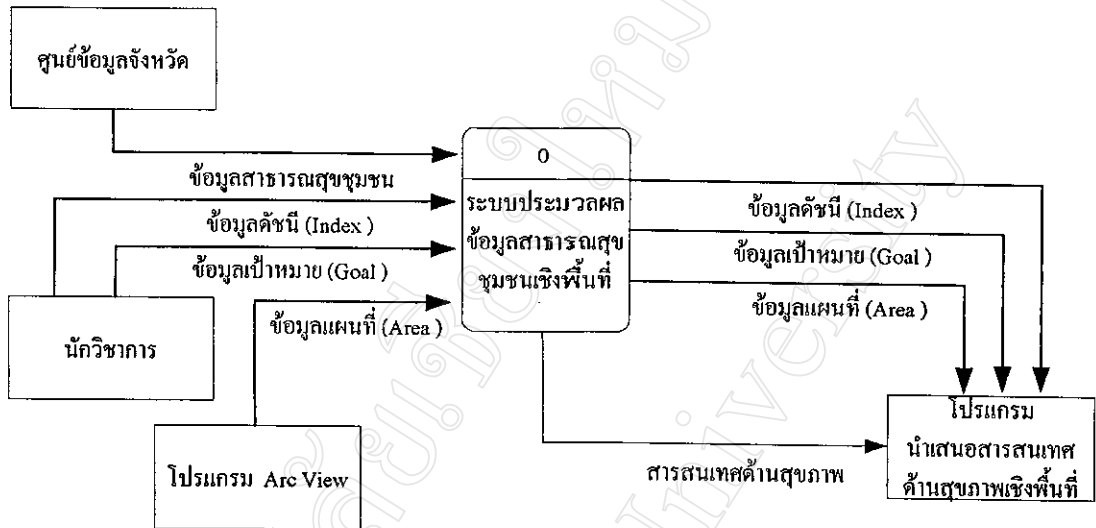 ศูนย์ข้อมูลจังหวัด
0
ข้อมูลสาธารณสุขชุมชน
ระบบประมวลผล
ข้อมูลสาธารณสุข
ชุมชนเชิงพื้นที่
ข้อมูลดัชนี (Index )
ข้อมูลดัชนี (Index )
ข้อมูลเป้าหมาย (Goal )
ข้อมูลเป้าหมาย (Goal )
ข้อมูลแผนที่ (Area )
ข้อมูลแผนที่ (Area )
นักวิชาการ
โปรแกรม Arc View
สารสนเทศด้านสุขภาพ
โปรแกรม
นำเสนอสารสนเทศ
ด้านสุขภาพเชิงพื้นที่
University